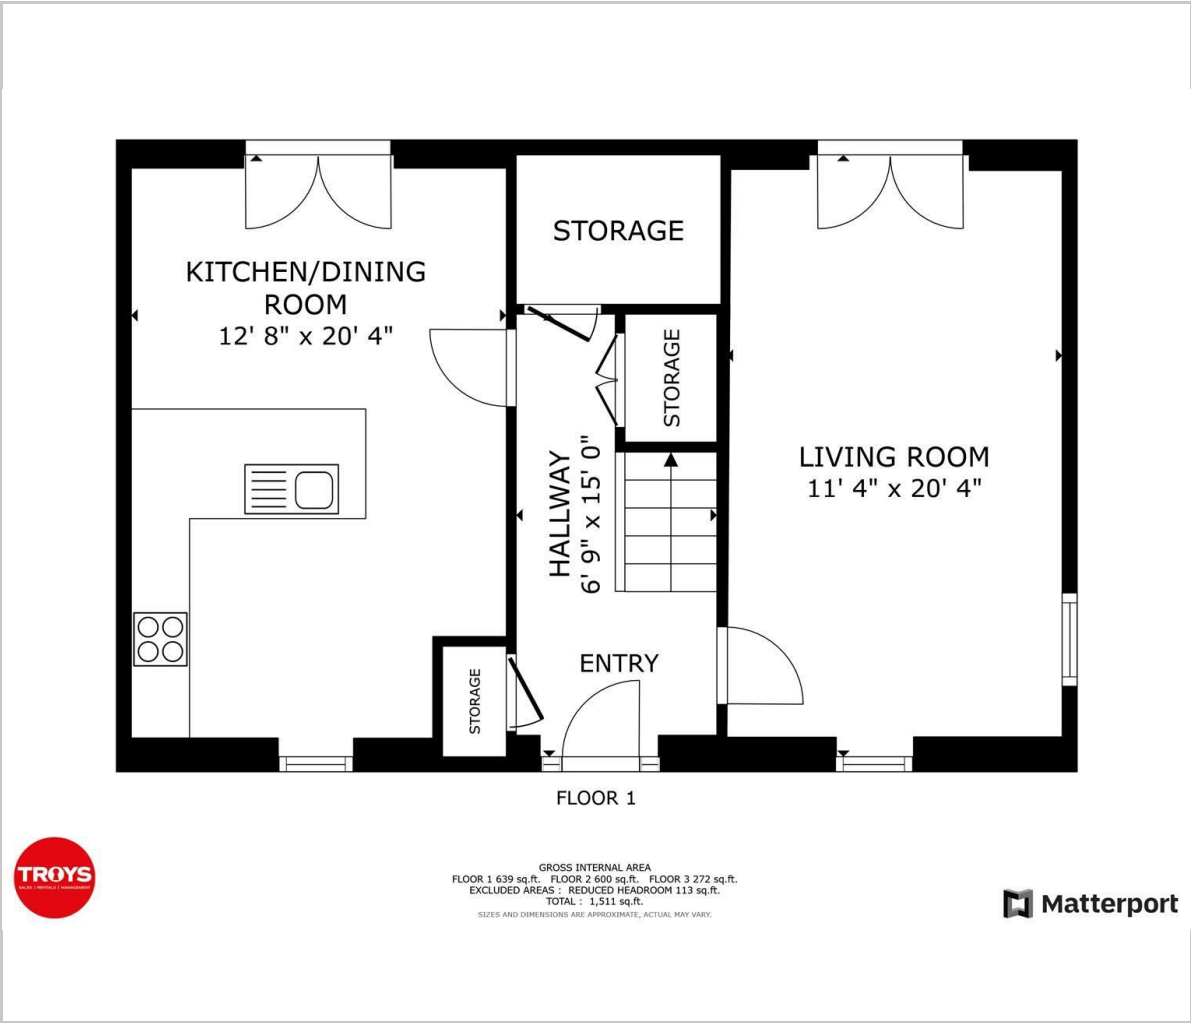 STORAGE
KITCHEN/DINING
ROOM
12' 8" x 20' 4"
STORAGE
LIVING ROOM
11' 4" x 20' 4"
HALLWAY
6' 9" x 15' 0"
ENTRY
STORAGE
FLOOR 1
TROYS
SALES | RENTALS | MANAGEMENT
GROSS INTERNAL AREA
FLOOR 1 639 sq.ft. FLOOR 2 600 sq.ft. FLOOR 3 272 sq.ft.
EXCLUDED AREAS : REDUCED HEADROOM 113 sq.ft.
TOTAL : 1,511 sq.ft.
SIZES AND DIMENSIONS ARE APPROXIMATE, ACTUAL MAY VARY.
Matterport